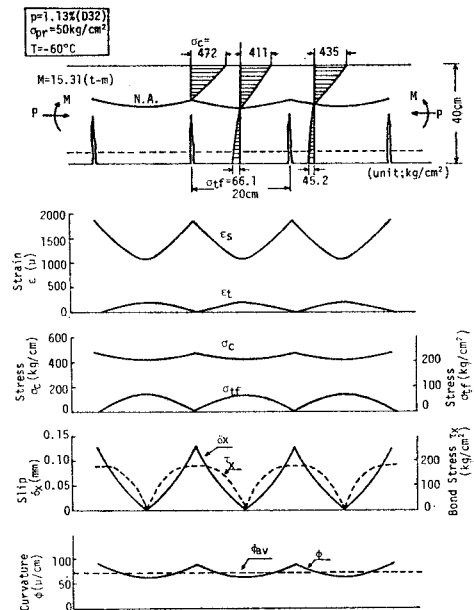 p=1.13%(D32)
σpr=50kg/cm²
T=-60°C
σc=
472 411 435
M=15.31(t-m)
N.A.
M M
P P
40cm
σtf=66.1 45.2
20cm
(unit;kg/cm²)
2000
1500
1000
500
0
Strain
ε (μ)
εs
εt
600
400
200
0
Stress
σc(kg/cm)
σc
σtf
200
100
0
Stress
σtf(kg/cm²)
0.15
0.10
0.05
0
Slip
δx (mm)
δx
τx
200
100
0
Bond Stress τx
(kg/cm²)
100
50
0
Curvature
φ(μ/cm)
φav
φ